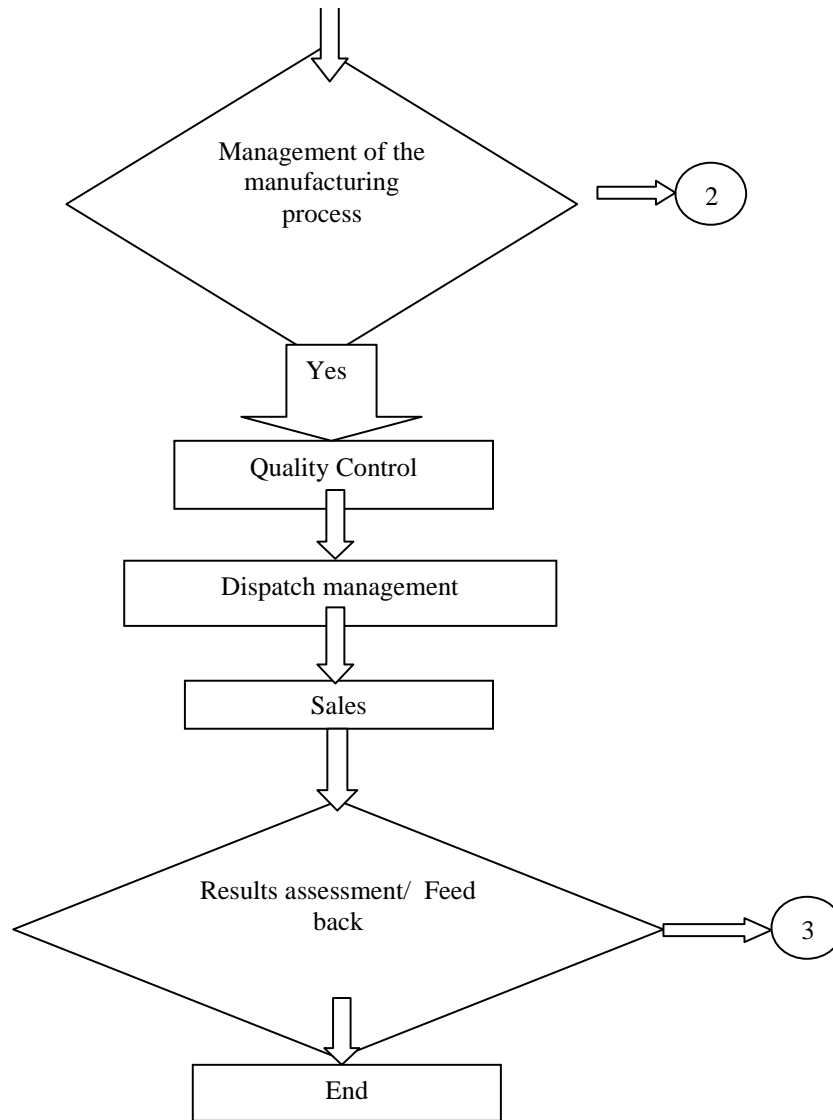 Management of the
manufacturing
process
2
Yes
Quality Control
Dispatch management
Sales
Results assessment/  Feed
back
3
End